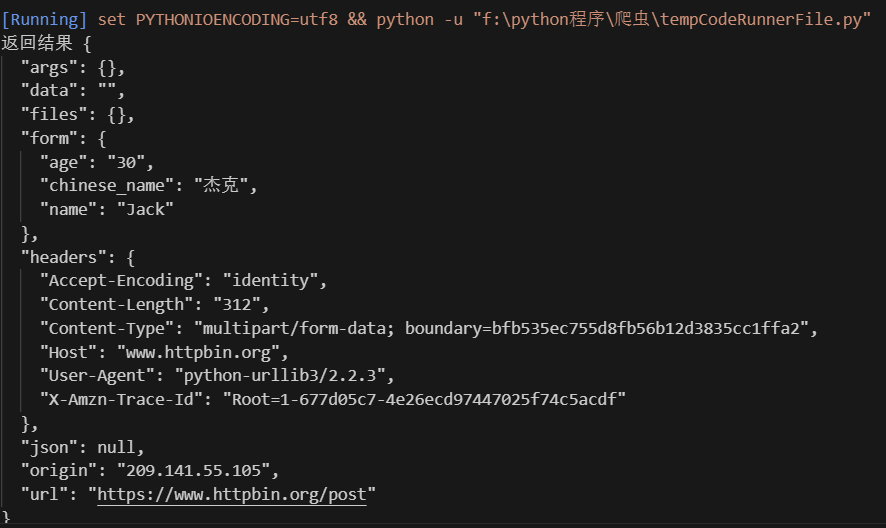 [Running] set PYTHONIOENCODING=utf8 && python -u "f:\python程序\爬虫\tempCodeRunnerFile.py"
返回结果 {
  "args": {},
  "data": "",
  "files": {},
  "form": {
    "age": "30",
    "chinese_name": "杰克",
    "name": "Jack"
  },
  "headers": {
    "Accept-Encoding": "identity",
    "Content-Length": "312",
    "Content-Type": "multipart/form-data; boundary=bfb535ec755d8fb56b12d3835cc1ffa2",
    "Host": "www.httpbin.org",
    "User-Agent": "python-urllib3/2.2.3",
    "X-Amzn-Trace-Id": "Root=1-677d05c7-4e26ecd97447025f74c5acdf"
  },
  "json": null,
  "origin": "209.141.55.105",
  "url": "https://www.httpbin.org/post"
}